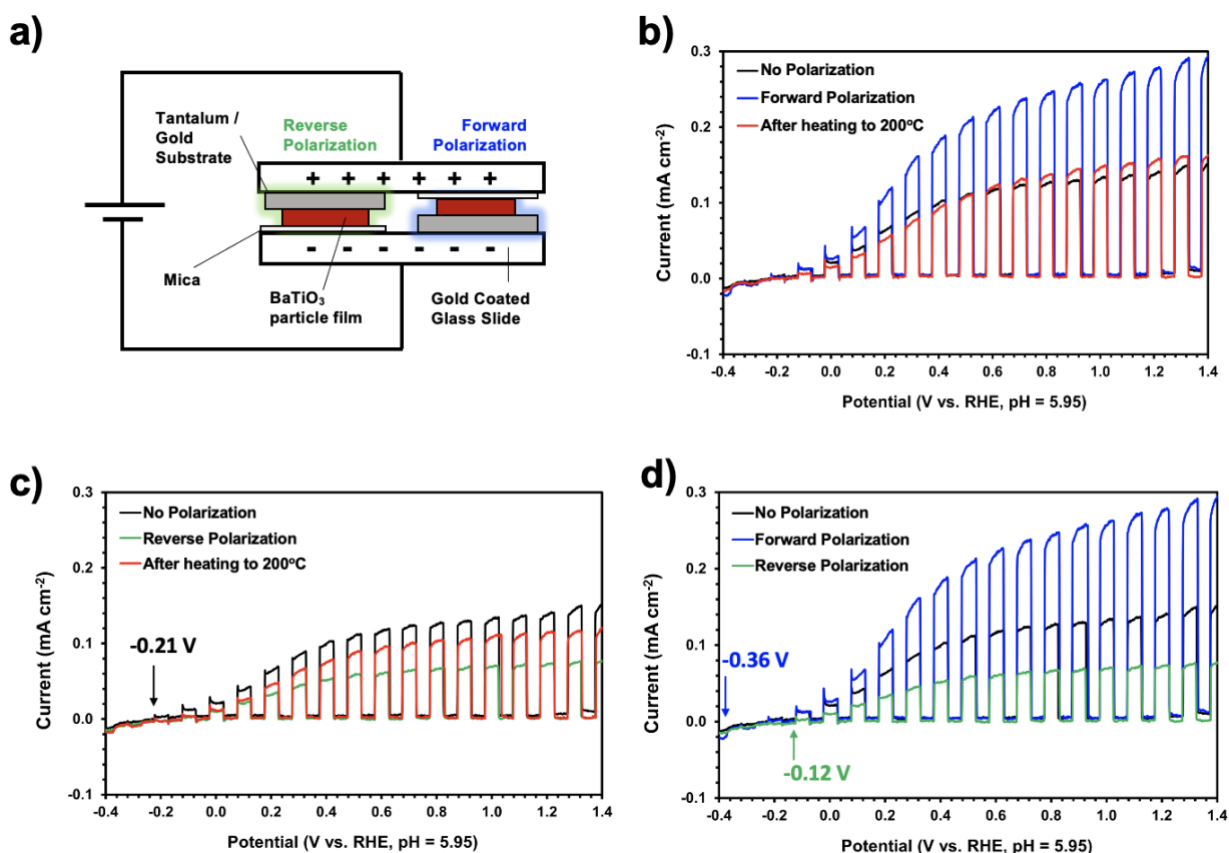 a)
Tantalum /
Gold
Substrate
Reverse
Polarization
Forward
Polarization
+ + + + + +
- - - - - -
Mica
BaTiO3
particle film
Gold Coated
Glass Slide
b)
0.3
0.2
0.1
0.0
-0.1
Current (mA cm-2)
No Polarization
Forward Polarization
After heating to 200oC
-0.4 -0.2 0.0 0.2 0.4 0.6 0.8 1.0 1.2 1.4
Potential (V vs. RHE, pH = 5.95)
c)
0.3
0.2
0.1
0.0
-0.1
Current (mA cm-2)
No Polarization
Reverse Polarization
After heating to 200oC
-0.21 V
-0.4 -0.2 0.0 0.2 0.4 0.6 0.8 1.0 1.2 1.4
Potential (V vs. RHE, pH = 5.95)
d)
0.3
0.2
0.1
0.0
-0.1
Current (mA cm-2)
No Polarization
Forward Polarization
Reverse Polarization
-0.36 V
-0.12 V
-0.4 -0.2 0.0 0.2 0.4 0.6 0.8 1.0 1.2 1.4
Potential (V vs. RHE, pH = 5.95)